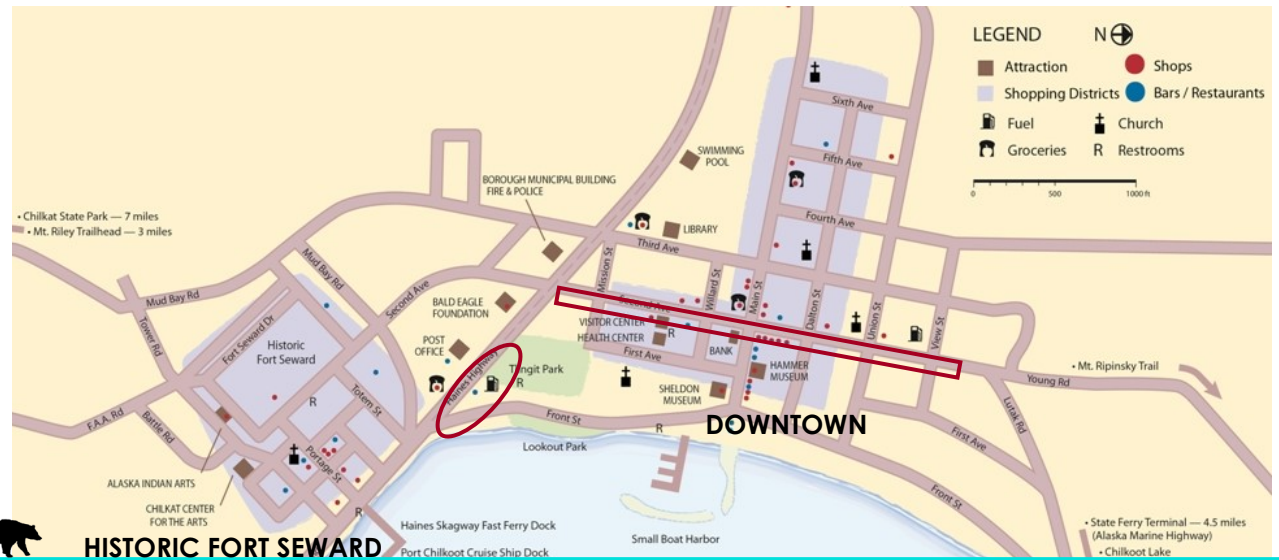 LEGEND
N
Attraction
Shops
Shopping Districts
Bars / Restaurants
Fuel
Church
Groceries
R Restrooms
0 500 1000 ft
Sixth Ave
Fifth Ave
Fourth Ave
SWIMMING
POOL
BOROUGH MUNICIPAL BUILDING
FIRE & POLICE
LIBRARY
Third Ave
• Chilkat State Park — 7 miles
• Mt. Riley Trailhead — 3 miles
Mud Bay Rd
Mud Bay Rd
Second Ave
Mission St
Willard St
Main St
Dalton St
Union St
View St
Tower Rd
Fort Seward Dr
Historic
Fort Seward
BALD EAGLE
FOUNDATION
Second Ave
VISITOR CENTER
HEALTH CENTER
R
First Ave
BANK
POST
OFFICE
Haines Highway
Tlingit Park
R
HAMMER
MUSEUM
SHELDON
MUSEUM
• Mt. Ripinsky Trail
Young Rd
Lutak Rd
Totem St
R
F.A.A. Rd
Battle Rd
Portage St
Front St
R
DOWNTOWN
First Ave
Lookout Park
Front St
ALASKA INDIAN ARTS
CHILKAT CENTER
FOR THE ARTS
R
Haines Skagway Fast Ferry Dock
Port Chilkoot Cruise Ship Dock
Small Boat Harbor
• State Ferry Terminal — 4.5 miles
(Alaska Marine Highway)
• Chilkoot Lake
HISTORIC FORT SEWARD